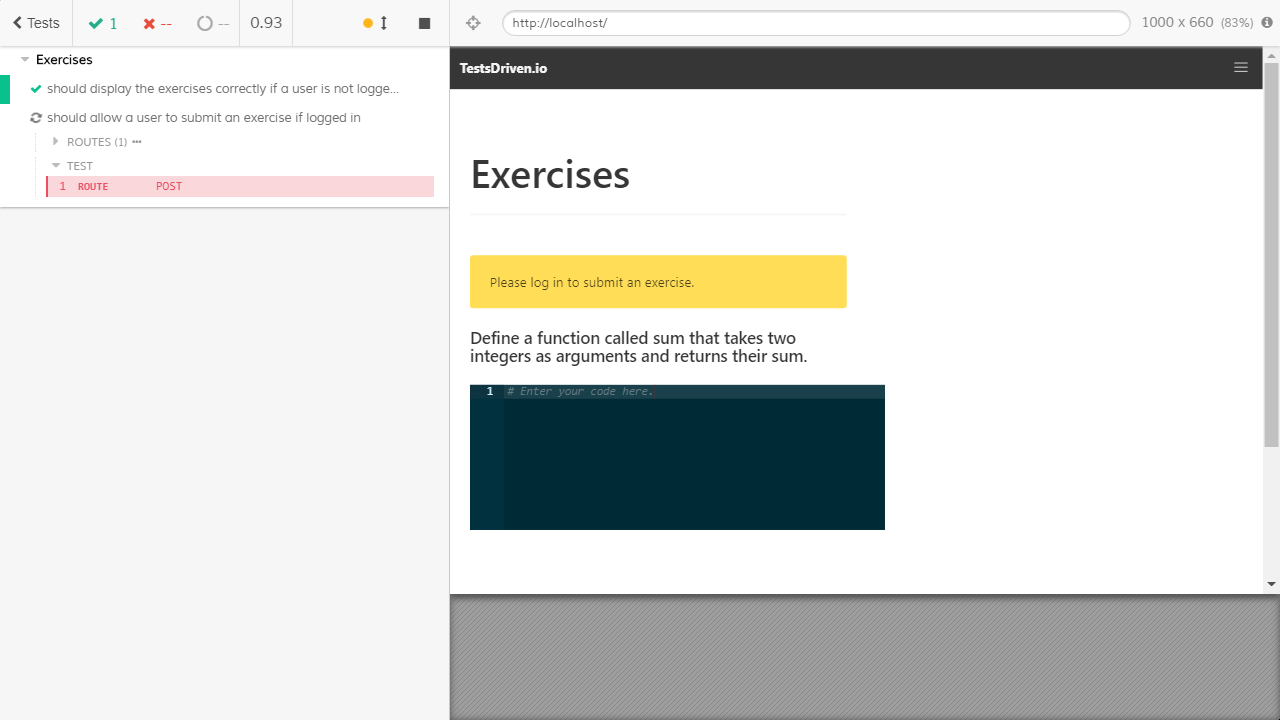 Tests 1 -- -- 0.93
http://localhost/ 1000 x 660 (83%)
Exercises
should display the exercises correctly if a user is not logge...
should allow a user to submit an exercise if logged in
ROUTES (1)
TEST
1 ROUTE POST
TestsDriven.io
Exercises
Please log in to submit an exercise.
Define a function called sum that takes two
integers as arguments and returns their sum.
1 # Enter your code here.